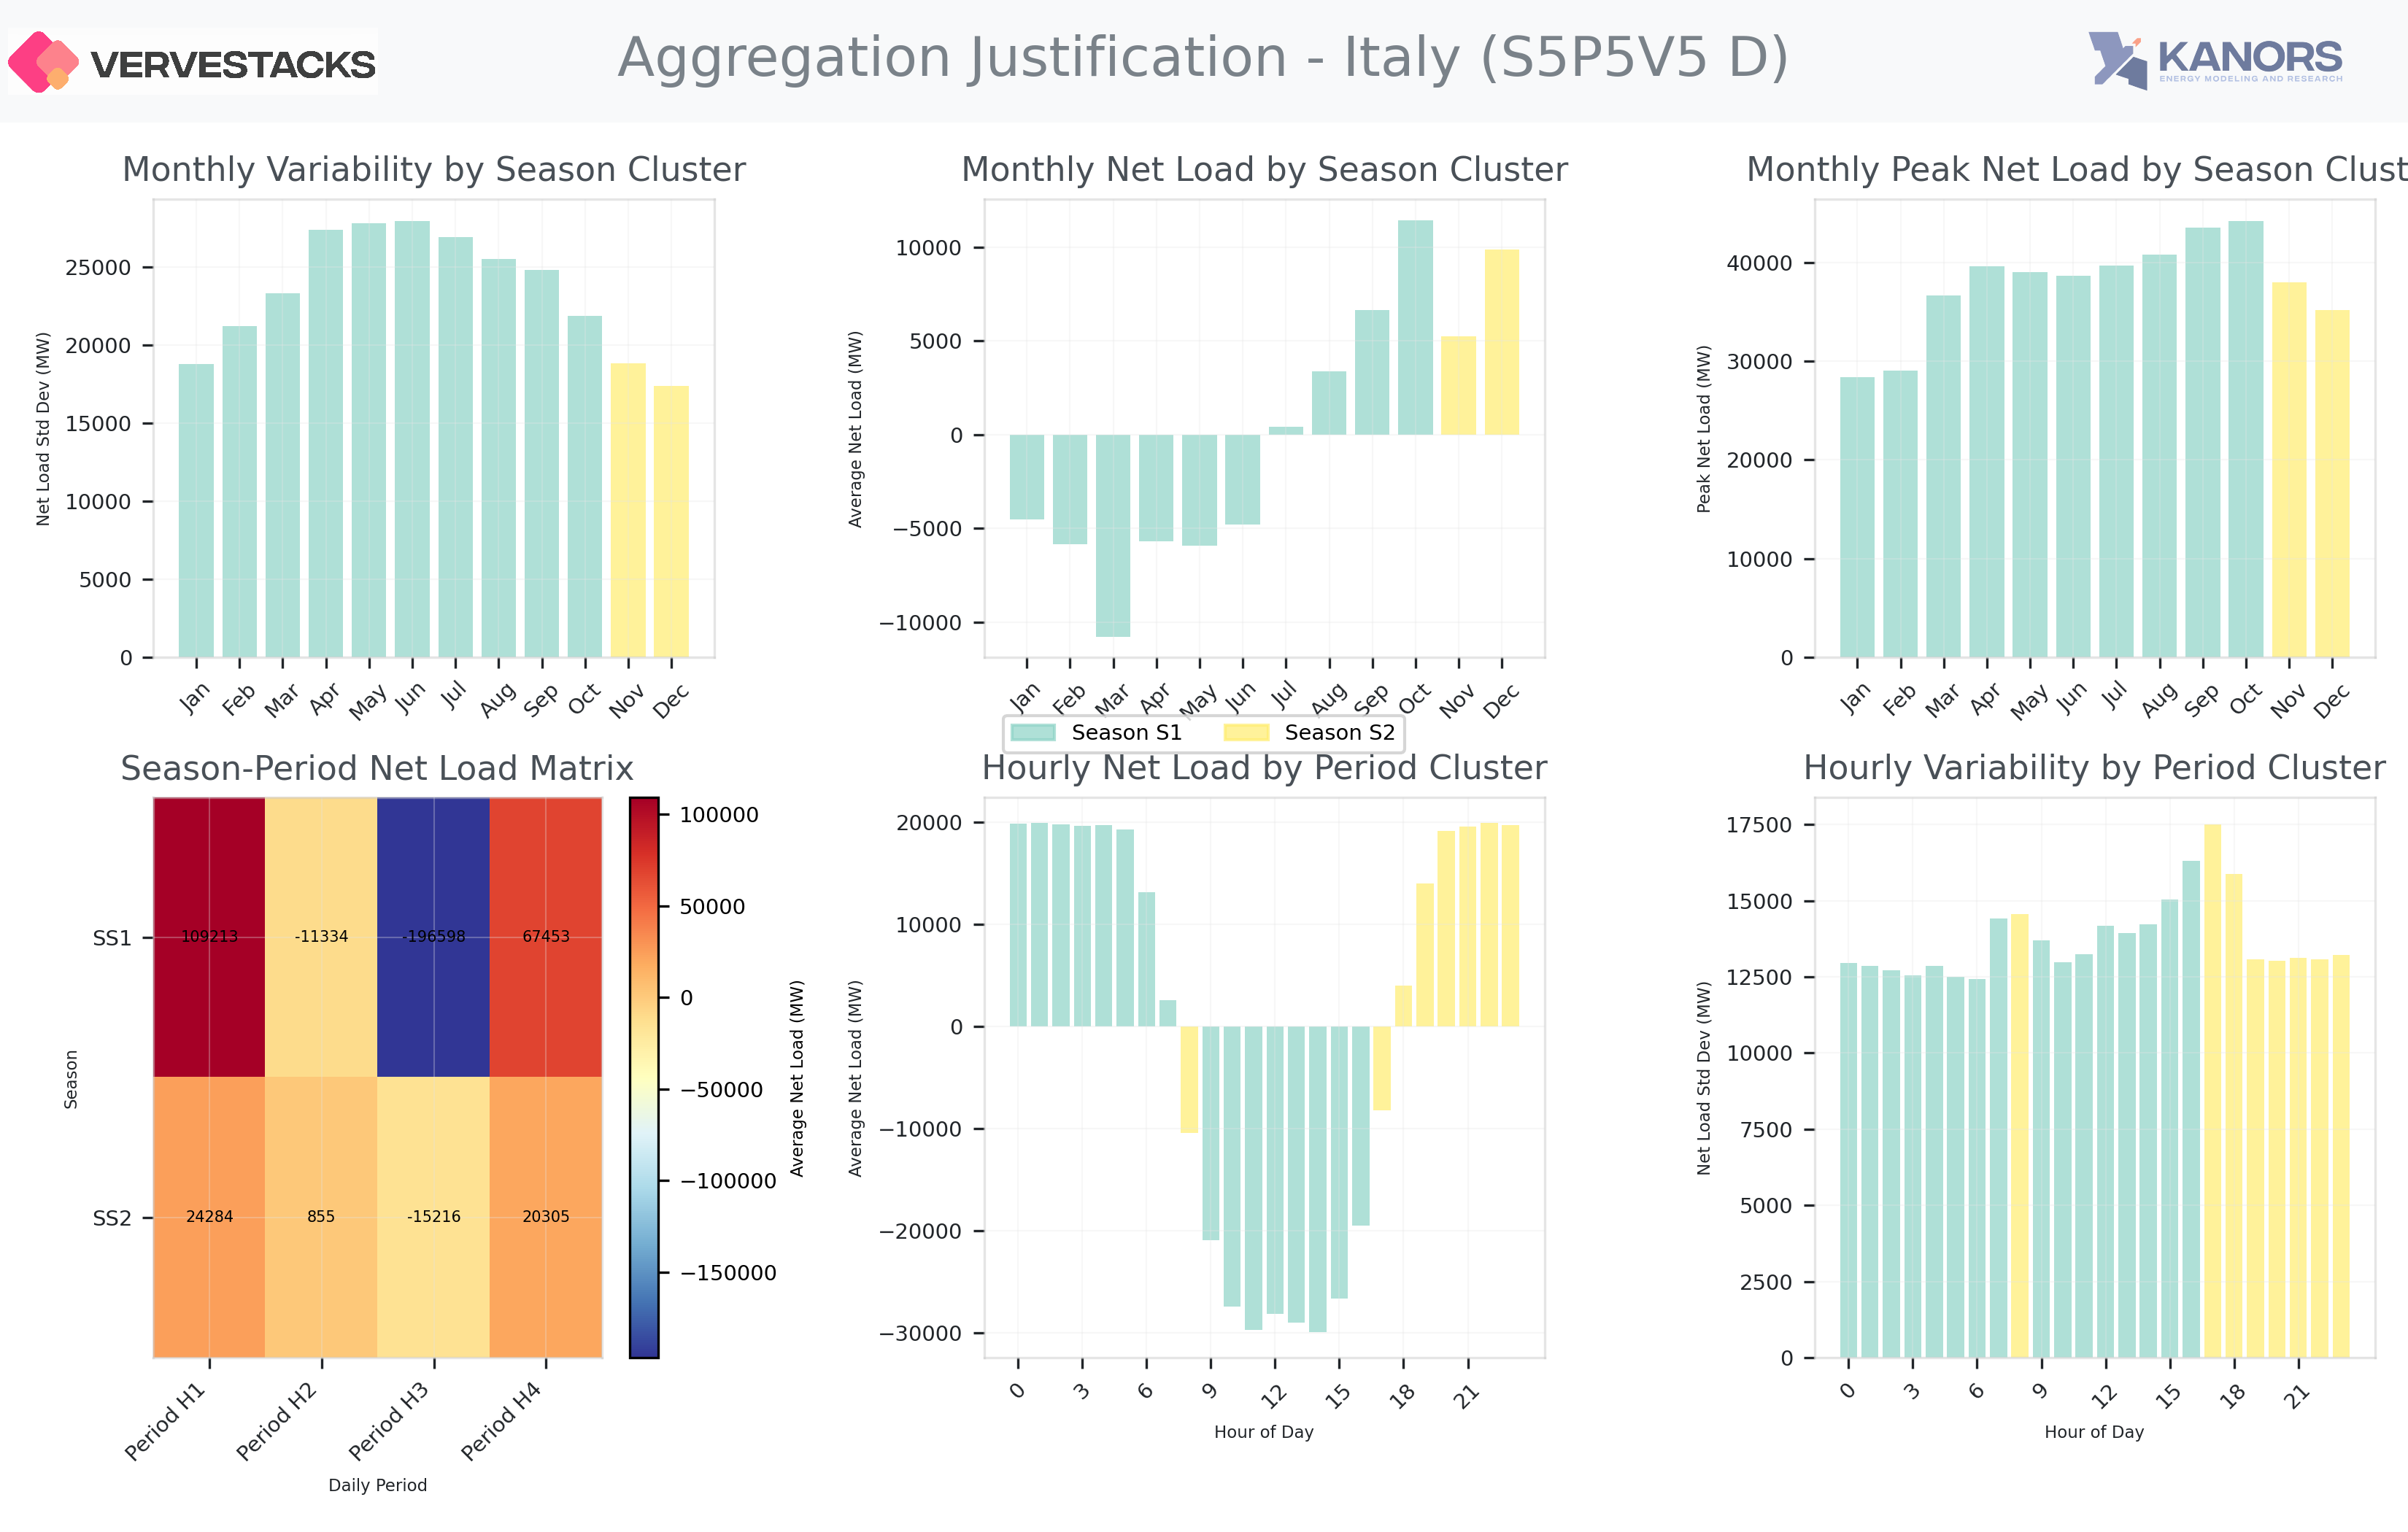 VERVESTACKS
Aggregation Justification - Italy (S5P5V5 D)
KANORS
ENERGY MODELING AND RESEARCH
Monthly Variability by Season Cluster
Net Load Std Dev (MW)
25000
20000
15000
10000
5000
0
Jan Feb Mar Apr May Jun Jul Aug Sep Oct Nov Dec
Monthly Net Load by Season Cluster
Average Net Load (MW)
10000
5000
0
−5000
−10000
Jan Feb Mar Apr May Jun Jul Aug Sep Oct Nov Dec
Monthly Peak Net Load by Season Clust
Peak Net Load (MW)
40000
30000
20000
10000
0
Jan Feb Mar Apr May Jun Jul Aug Sep Oct Nov Dec
Season S1 Season S2
Season-Period Net Load Matrix
Season
SS1
109213 -11334 -196598 67453
SS2
24284 855 -15216 20305
Period H1 Period H2 Period H3 Period H4
Daily Period
100000
50000
0
−50000
−100000
−150000
Average Net Load (MW)
Hourly Net Load by Period Cluster
Average Net Load (MW)
20000
10000
0
−10000
−20000
−30000
0 3 6 9 12 15 18 21
Hour of Day
Hourly Variability by Period Cluster
Net Load Std Dev (MW)
17500
15000
12500
10000
7500
5000
2500
0
0 3 6 9 12 15 18 21
Hour of Day